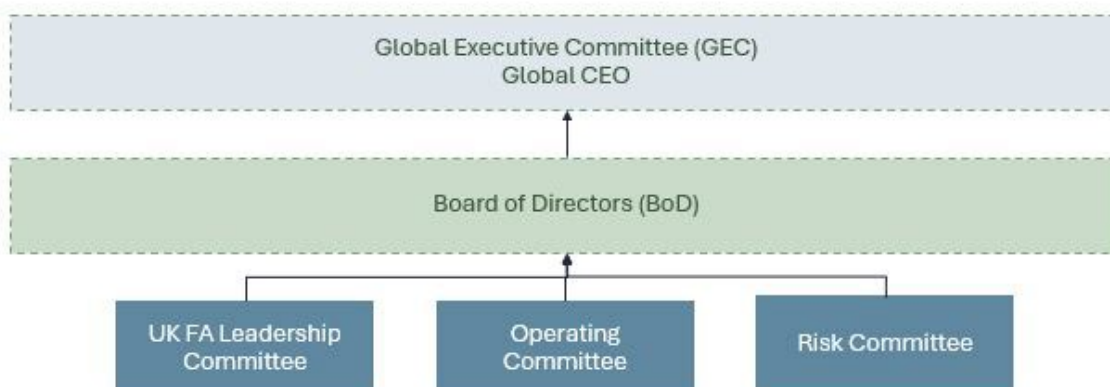 Global Executive Committee (GEC)
Global CEO
Board of Directors (BoD)
UK FA Leadership
Committee
Operating
Committee
Risk Committee